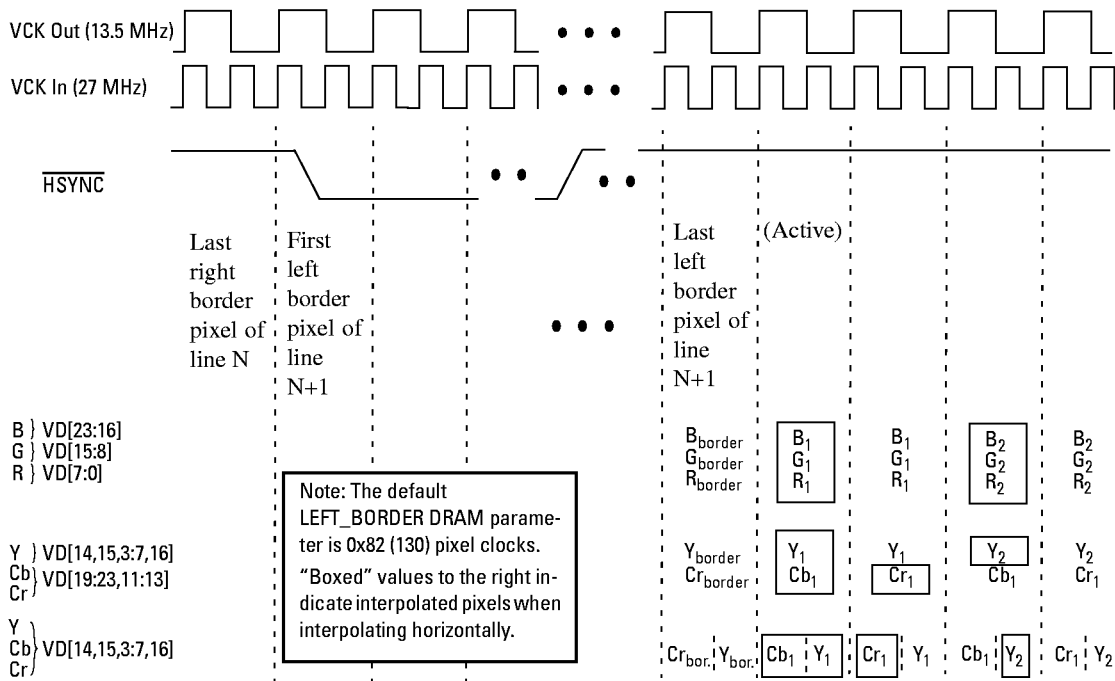 VCK Out (13.5 MHz)
VCK In (27 MHz)
HSYNC
Last
right
border
pixel of
line N
First
left
border
pixel of
line
N+1
Last
left
border
pixel of
line
N+1
(Active)
B } VD[23:16]
G } VD[15:8]
R } VD[7:0]
Bborder B1 B1 B2 B2
Gborder G1 G1 G2 G2
Rborder R1 R1 R2 R2
Note: The default
LEFT_BORDER DRAM parame-
ter is 0x82 (130) pixel clocks.
“Boxed” values to the right in-
dicate interpolated pixels when
interpolating horizontally.
Y } VD[14,15,3:7,16]
Cb
Cr } VD[19:23,11:13]
Yborder Y1 Y1 Y2 Y2
Crborder Cb1 Cr1 Cb1 Cr1
Y
Cb } VD[14,15,3:7,16]
Cr
Crbor. Ybor. Cb1 Y1 Cr1 Y1 Cb1 Y2 Cr1 Y2